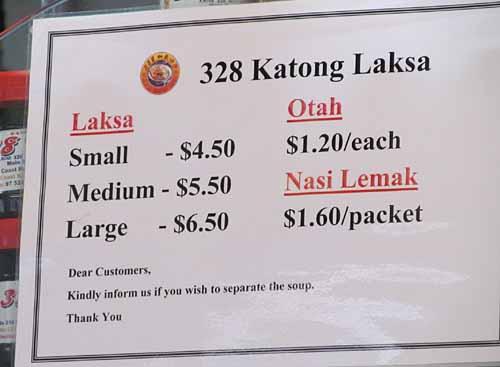 328 Katong Laksa
Laksa
Small - $4.50
Medium - $5.50
Large - $6.50
Otah
$1.20/each
Nasi Lemak
$1.60/packet
Dear Customers,
Kindly inform us if you wish to separate the soup.
Thank You